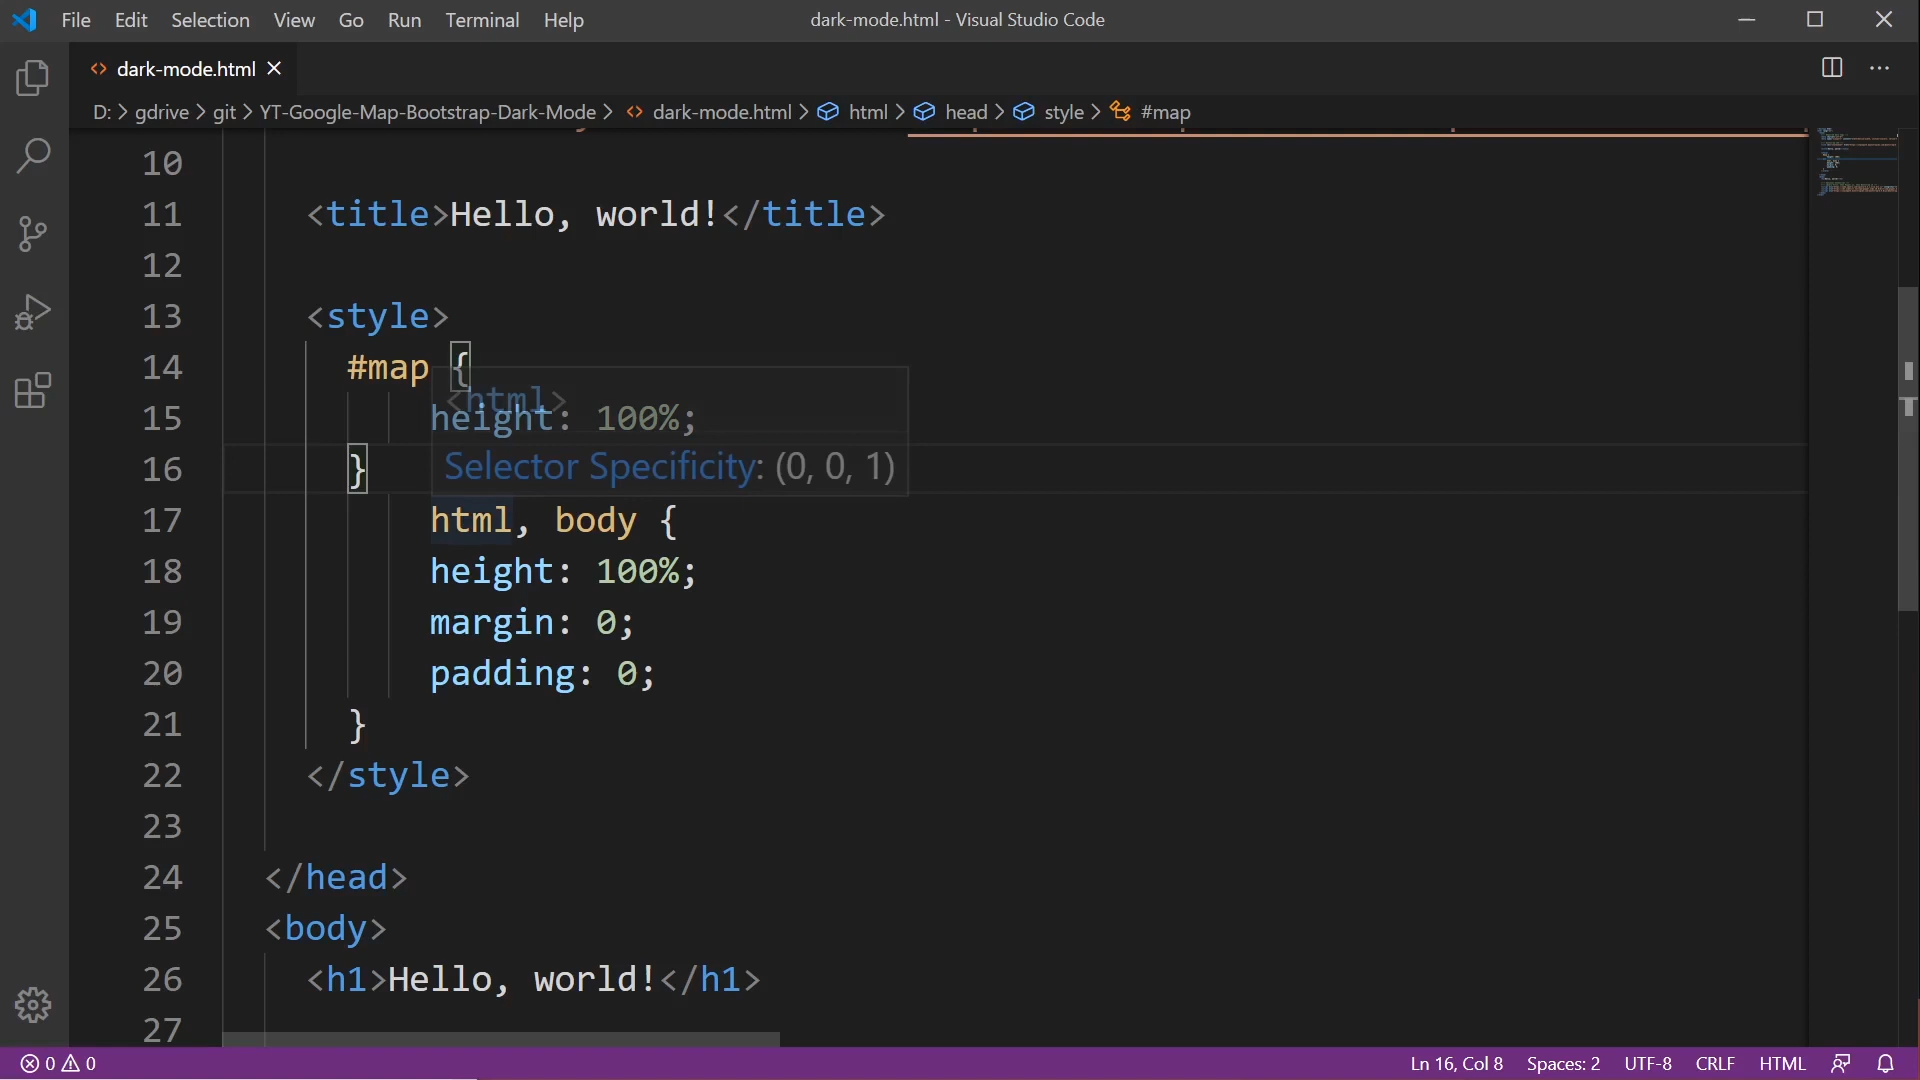 File Edit Selection View Go Run Terminal Help dark-mode.html - Visual Studio Code
dark-mode.html
D: > gdrive > git > YT-Google-Map-Bootstrap-Dark-Mode > dark-mode.html > html > head > style > #map
10
11 <title>Hello, world!</title>
12
13 <style>
14 #map {
<html>
15 height: 100%;
16 }
Selector Specificity: (0, 0, 1)
17 html, body {
18 height: 100%;
19 margin: 0;
20 padding: 0;
21 }
22 </style>
23
24 </head>
25 <body>
26 <h1>Hello, world!</h1>
27
0 0 Ln 16, Col 8 Spaces: 2 UTF-8 CRLF HTML